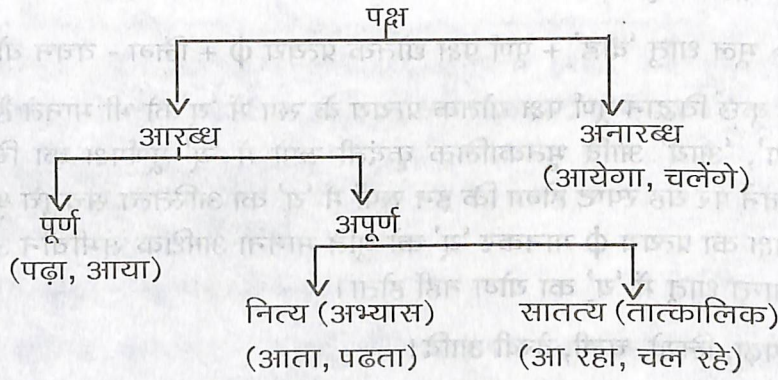 पक्ष
आरब्ध अनारब्ध
(आयेगा, चलेंगे)
पूर्ण अपूर्ण
(पढ़ा, आया)
नित्य (अभ्यास) सातत्य (तात्कालिक)
(आता, पढता) (आ रहा, चल रहे)